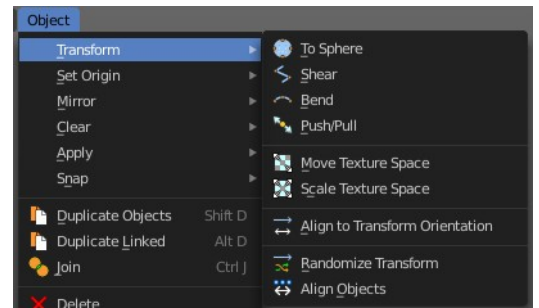 Object
Transform
Set Origin
Mirror
Clear
Apply
Snap
Duplicate Objects Shift D
Duplicate Linked Alt D
Join Ctrl J
Delete
To Sphere
Shear
Bend
Push/Pull
Move Texture Space
Scale Texture Space
Align to Transform Orientation
Randomize Transform
Align Objects